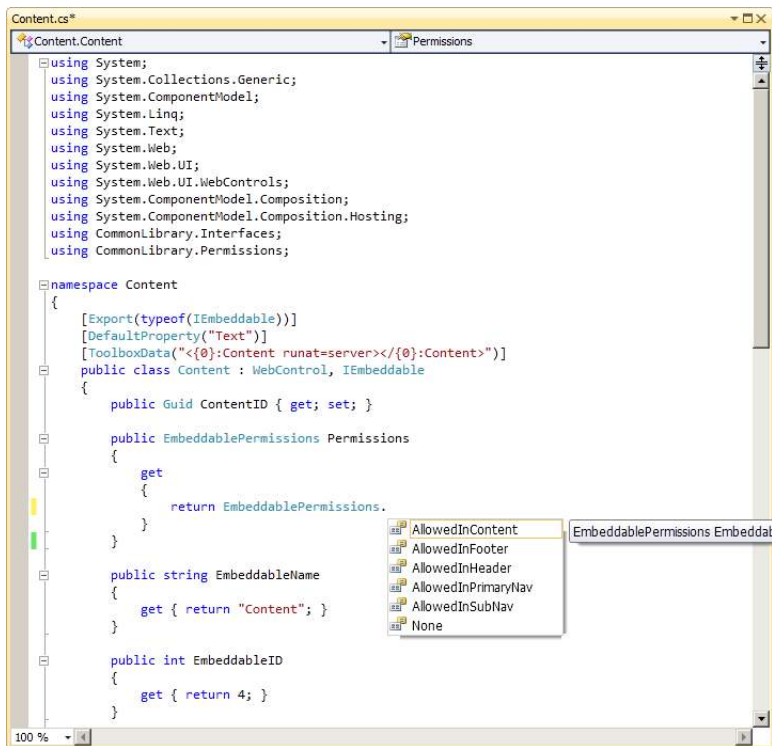 Content.cs*
Content.Content
Permissions
using System;
using System.Collections.Generic;
using System.ComponentModel;
using System.Linq;
using System.Text;
using System.Web;
using System.Web.UI;
using System.Web.UI.WebControls;
using System.ComponentModel.Composition;
using System.ComponentModel.Composition.Hosting;
using CommonLibrary.Interfaces;
using CommonLibrary.Permissions;
namespace Content
{
[Export(typeof(IEmbeddable))]
[DefaultProperty("Text")]
[ToolboxData("<{0}:Content runat=server></{0}:Content>")]
public class Content : WebControl, IEmbeddable
{
public Guid ContentID { get; set; }
public EmbeddablePermissions Permissions
{
get
{
return EmbeddablePermissions.
}
}
AllowedInContent
AllowedInFooter
AllowedInHeader
AllowedInPrimaryNav
AllowedInSubNav
None
EmbeddablePermissions Embeddab
public string EmbeddableName
{
get { return "Content"; }
}
public int EmbeddableID
{
get { return 4; }
}
100 %